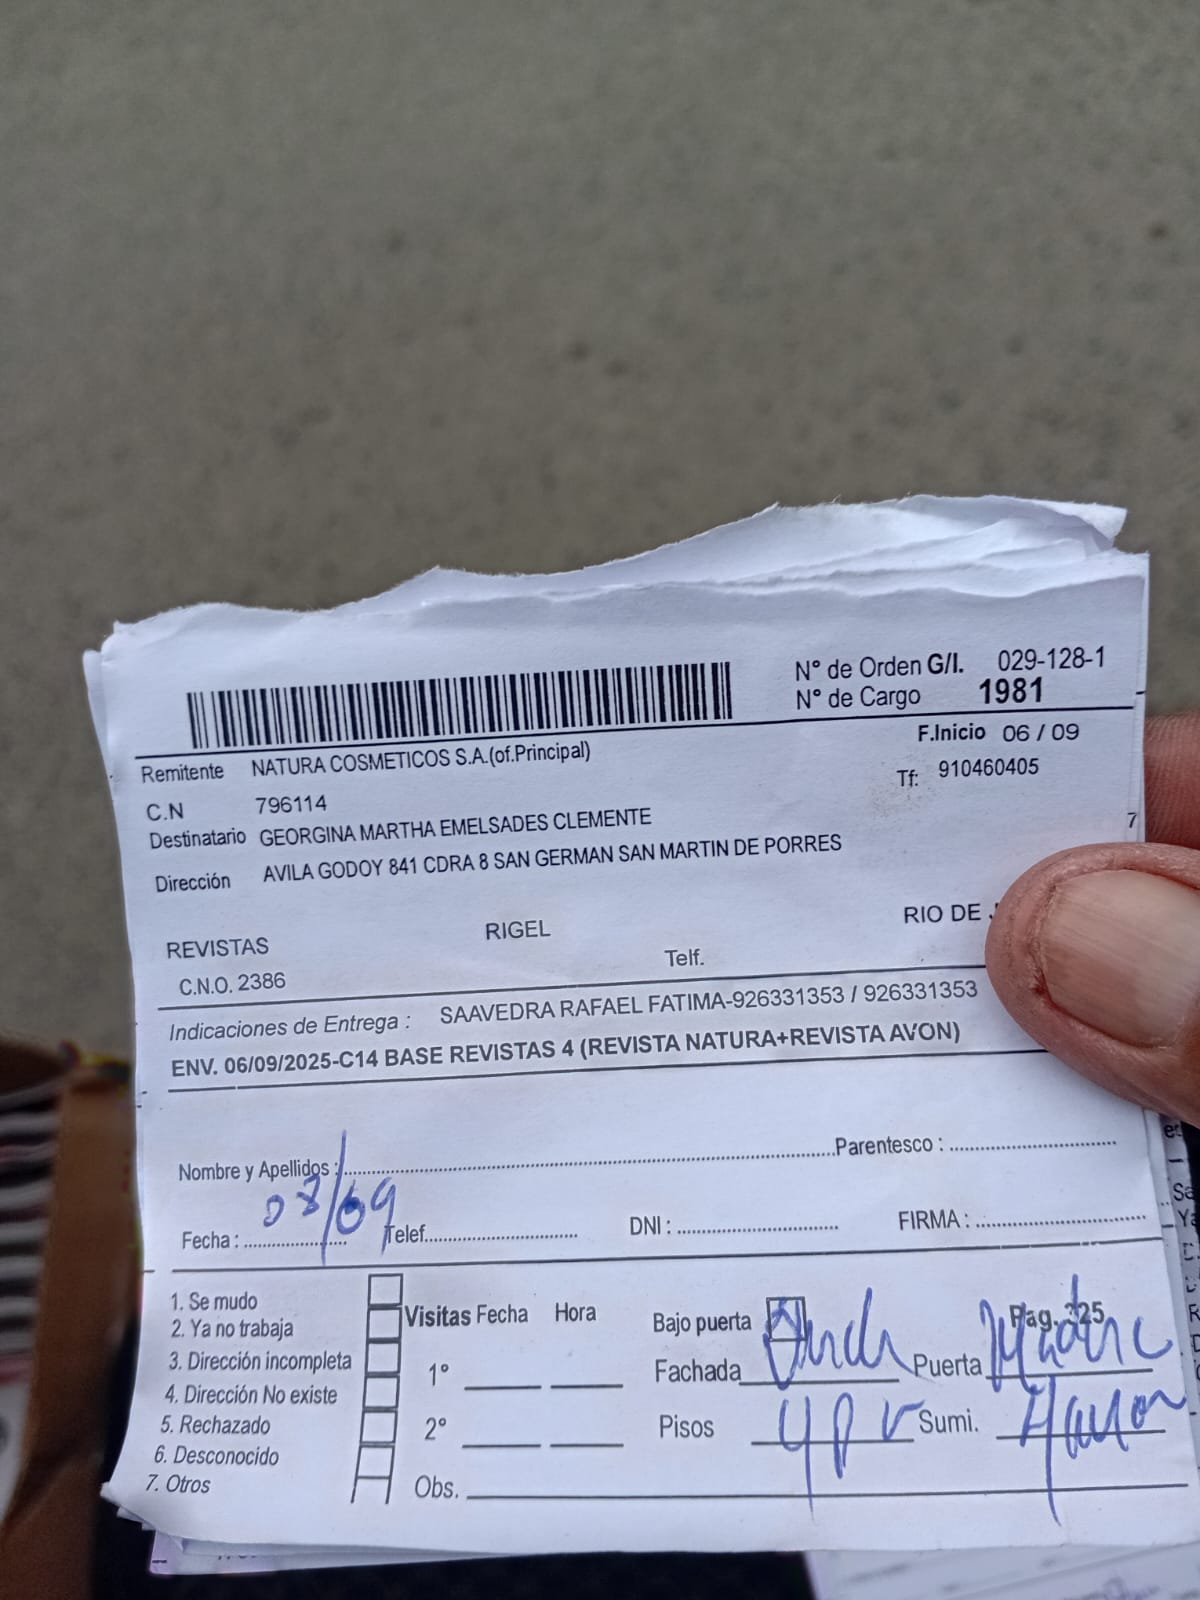 N° de Orden G/I. 029-128-1
N° de Cargo 1981
Remitente NATURA COSMETICOS S.A.(of.Principal) F.Inicio 06 / 09
C.N 796114 Tf: 910460405
Destinatario GEORGINA MARTHA EMELSADES CLEMENTE 7
Dirección AVILA GODOY 841 CDRA 8 SAN GERMAN SAN MARTIN DE PORRES
REVISTAS RIGEL RIO DE
C.N.O. 2386 Telf.
Indicaciones de Entrega : SAAVEDRA RAFAEL FATIMA-926331353 / 926331353
ENV. 06/09/2025-C14 BASE REVISTAS 4 (REVISTA NATURA+REVISTA AVON)
Nombre y Apellidos : Parentesco :
Fecha : 08/09 Telef. DNI : FIRMA :
1. Se mudo
2. Ya no trabaja
3. Dirección incompleta
4. Dirección No existe
5. Rechazado
6. Desconocido
7. Otros
Visitas Fecha Hora
1°
2°
Obs.
Bajo puerta Pag. 325
Fachada Puerta
Pisos Sumi.